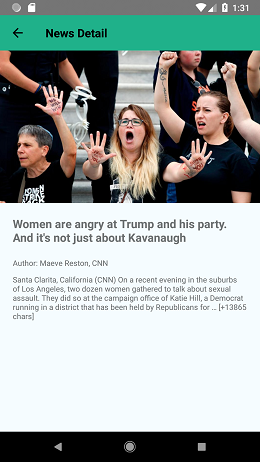 1:31
News Detail
WOMEN
STRIKE
Women are angry at Trump and his party.
And it's not just about Kavanaugh
Author: Maeve Reston, CNN
Santa Clarita, California (CNN) On a recent evening in the suburbs
of Los Angeles, two dozen women gathered to talk about sexual
assault. They did so at the campaign office of Katie Hill, a Democrat
running in a district that has been held by Republicans for … [+13865
chars]